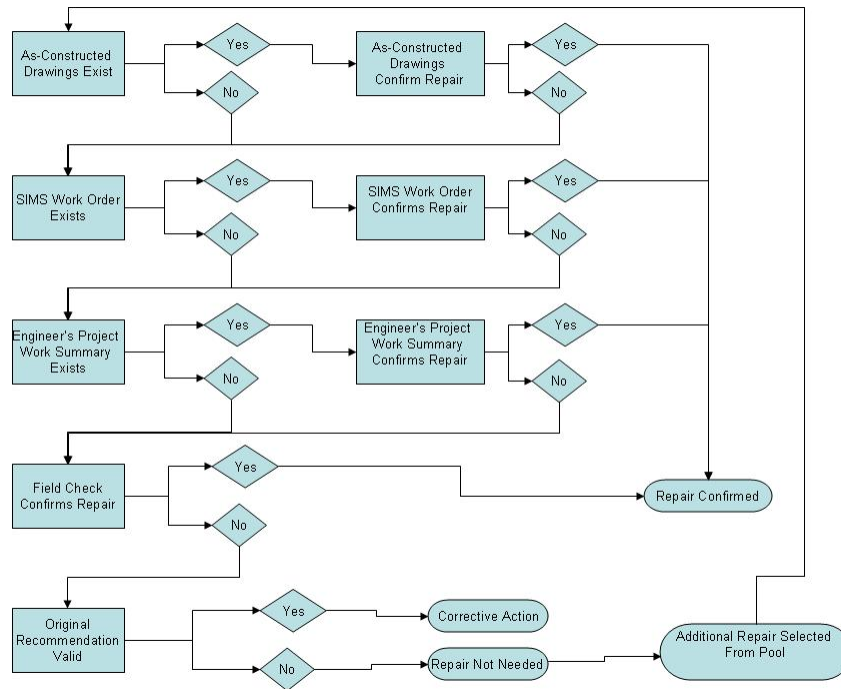 As-Constructed
Drawings Exist
Yes
No
As-Constructed
Drawings
Confirm Repair
Yes
No
SIMS Work Order
Exists
Yes
No
SIMS Work Order
Confirms Repair
Yes
No
Engineer's Project
Work Summary
Exists
Yes
No
Engineer's Project
Work Summary
Confirms Repair
Yes
No
Field Check
Confirms Repair
Yes
No
Repair Confirmed
Original
Recommendation
Valid
Yes
No
Corrective Action
Repair Not Needed
Additional Repair Selected
From Pool